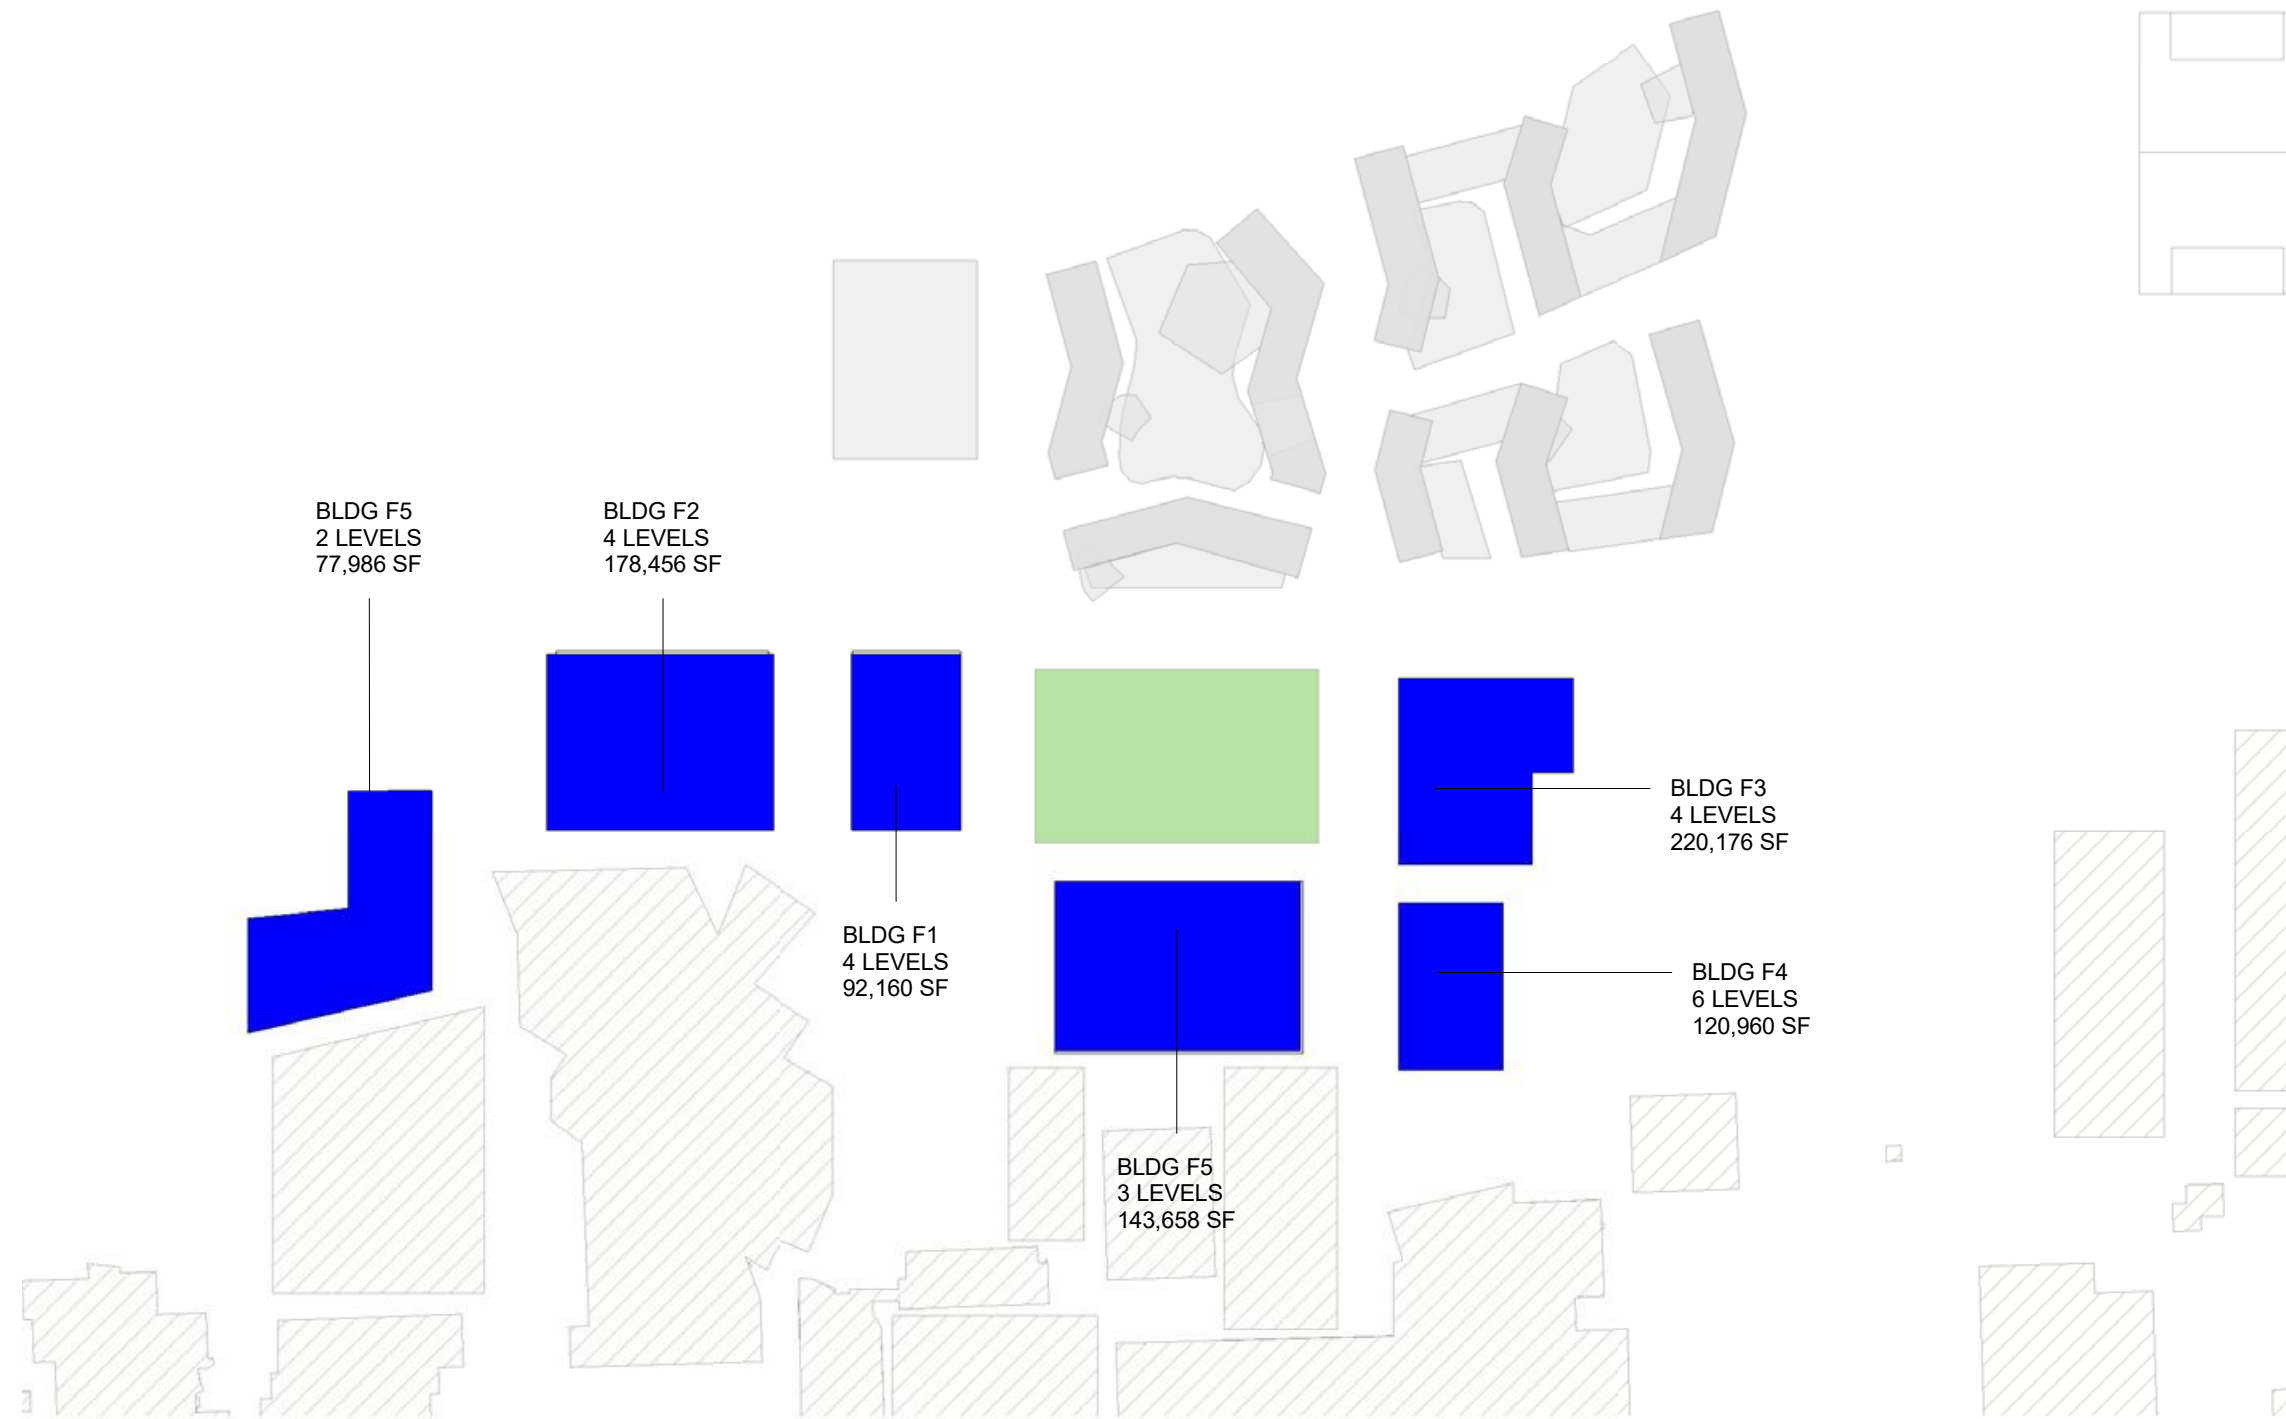 BLDG F5
2 LEVELS
77,986 SF
BLDG F2
4 LEVELS
178,456 SF
BLDG F3
4 LEVELS
220,176 SF
BLDG F1
4 LEVELS
92,160 SF
BLDG F4
6 LEVELS
120,960 SF
BLDG F5
3 LEVELS
143,658 SF